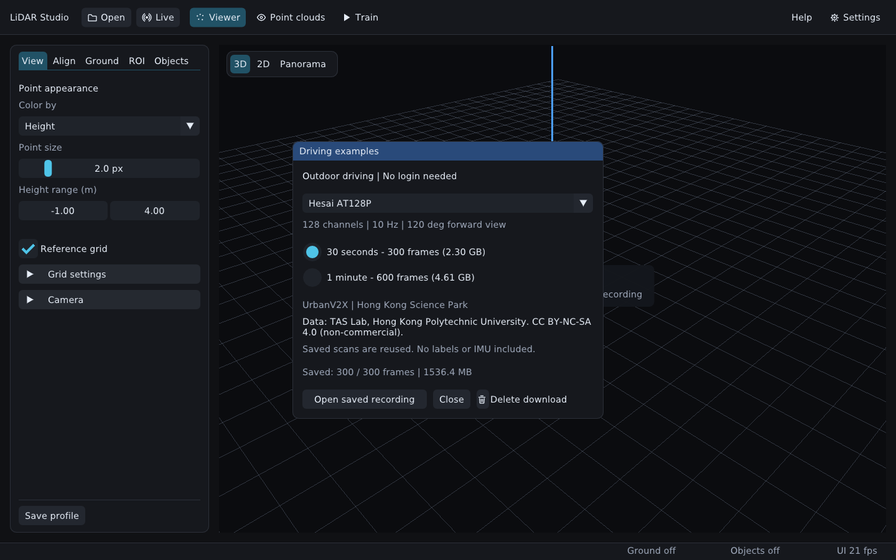 LiDAR Studio Open Live Viewer Point clouds Train Help Settings
View Align Ground ROI Objects
3D 2D Panorama
Point appearance
Color by
Height
Point size
2.0 px
Height range (m)
-1.00 4.00
Reference grid
Grid settings
Camera
Save profile
Driving examples
Outdoor driving | No login needed
Hesai AT128P
128 channels | 10 Hz | 120 deg forward view
30 seconds - 300 frames (2.30 GB)
1 minute - 600 frames (4.61 GB)
UrbanV2X | Hong Kong Science Park
Data: TAS Lab, Hong Kong Polytechnic University. CC BY-NC-SA
4.0 (non-commercial).
Saved scans are reused. No labels or IMU included.
Saved: 300 / 300 frames | 1536.4 MB
Open saved recording Close Delete download
Ground off Objects off UI 21 fps